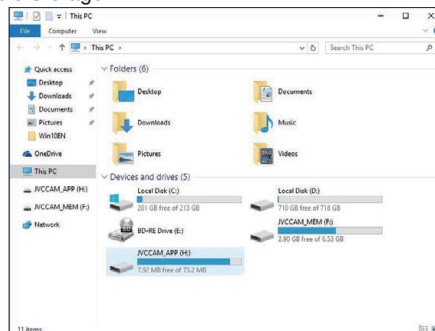 This PC
File Computer View
This PC
Search This PC
Quick access
Desktop
Downloads
Documents
Pictures
Win10EN
OneDrive
This PC
JVCCAM_APP (H:)
JVCCAM_MEM (F:)
Network
Folders (6)
Desktop
Documents
Downloads
Music
Pictures
Videos
Devices and drives (5)
Local Disk (C:)
201 GB free of 213 GB
Local Disk (D:)
710 GB free of 718 GB
BD-RE Drive (E:)
JVCCAM_MEM (F:)
2.90 GB free of 6.53 GB
JVCCAM_APP (H:)
7.92 MB free of 73.2 MB
11 items